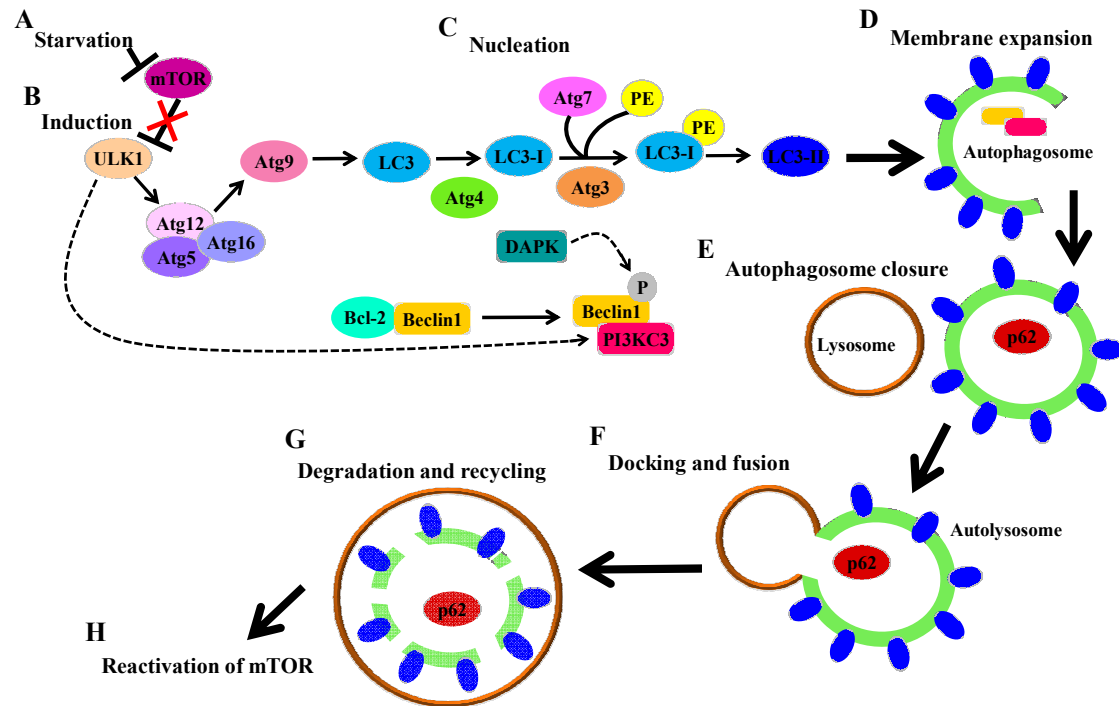 A
Starvation
mTOR
B
Induction
ULK1
Atg12
Atg5
Atg16
Atg9
C
Nucleation
LC3
Atg4
LC3-I
Atg7
PE
Atg3
PE
LC3-I
LC3-II
DAPK
P
Bcl-2
Beclin1
Beclin1
PI3KC3
D
Membrane expansion
Autophagosome
E
Autophagosome closure
Lysosome
p62
F
Docking and fusion
Autolysosome
p62
G
Degradation and recycling
p62
H
Reactivation of mTOR